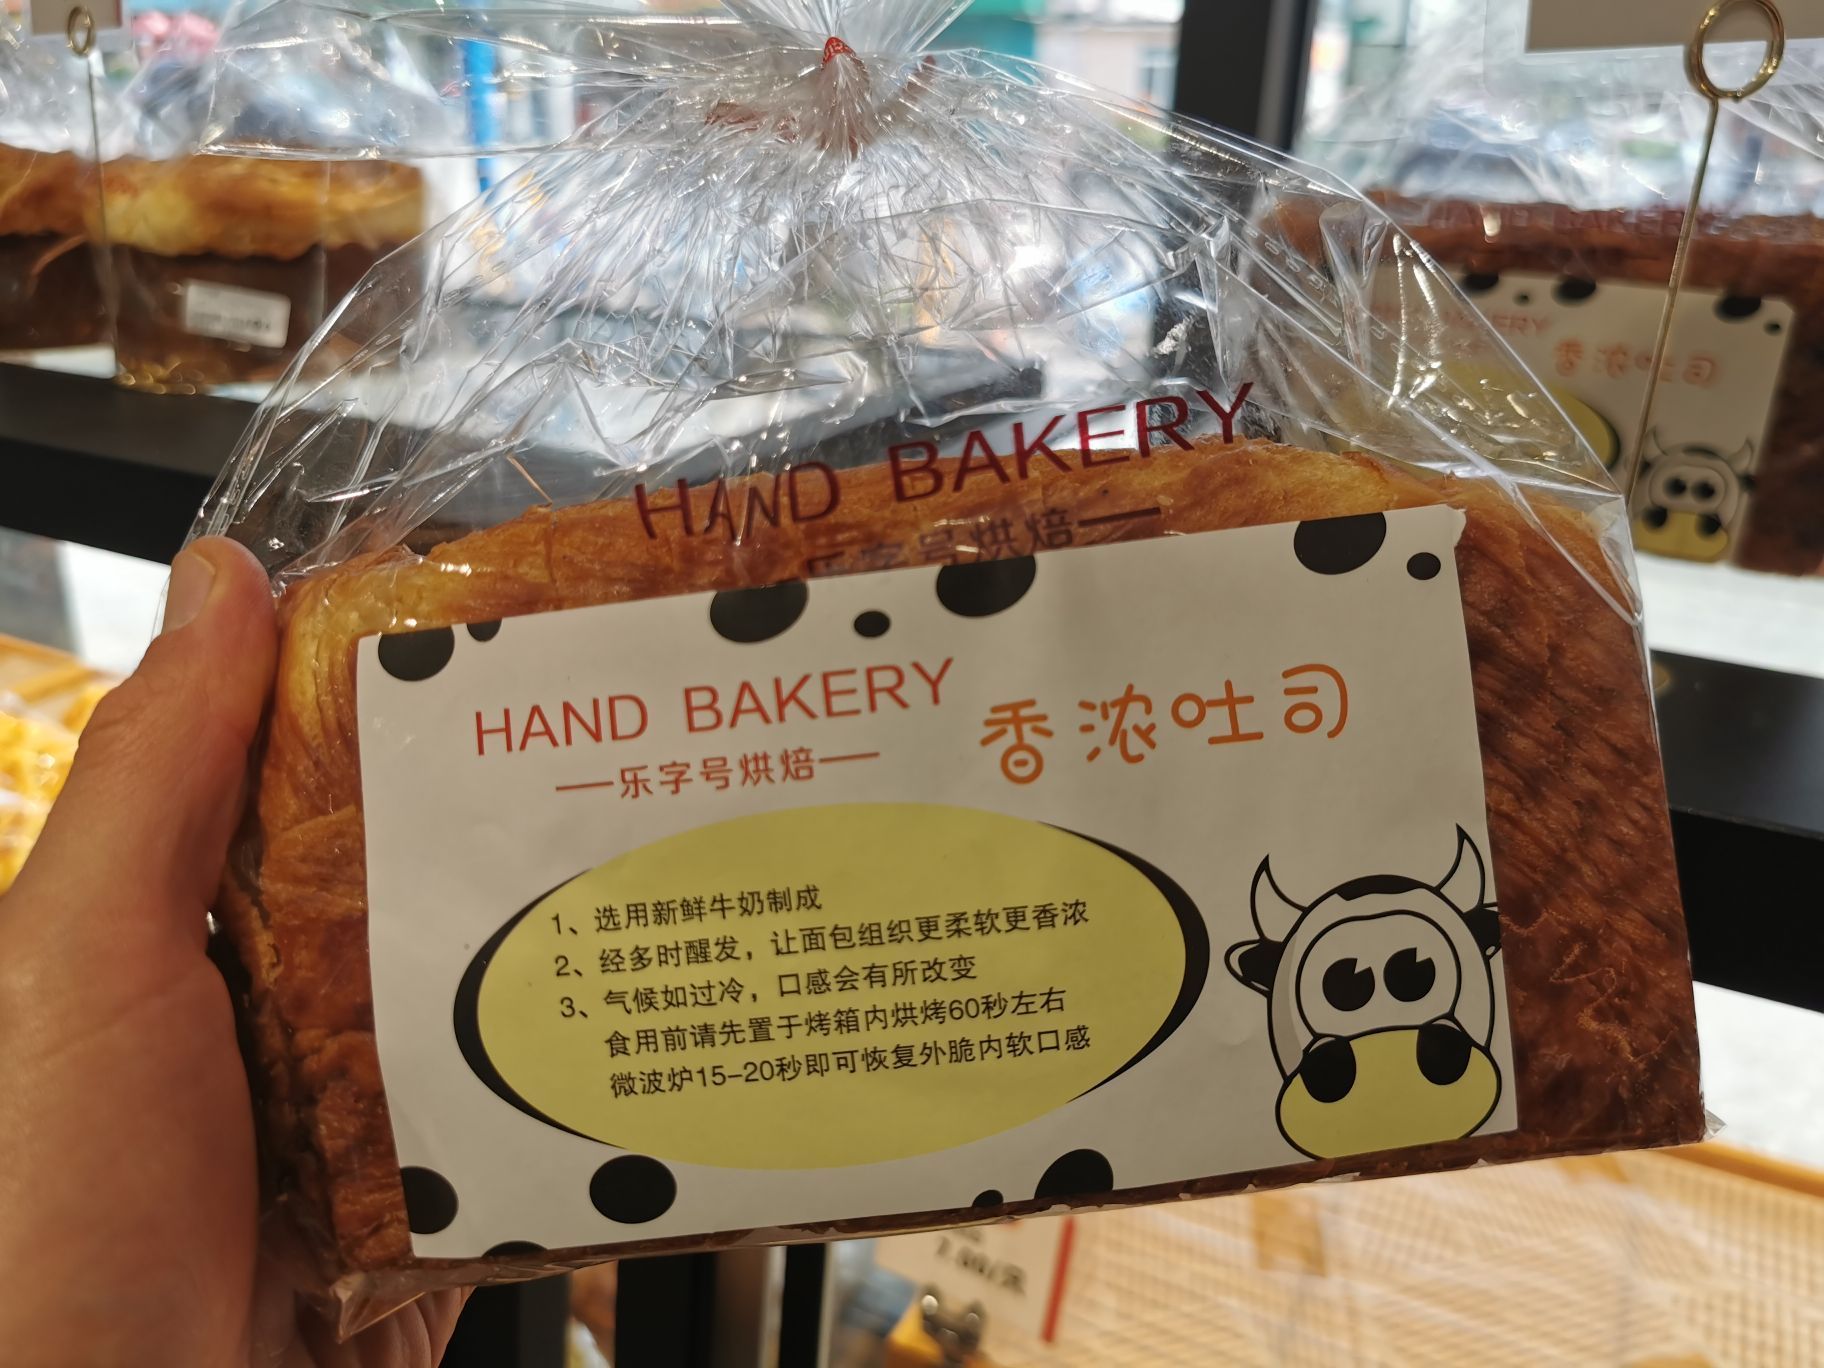 HAND BAKERY
乐字号烘焙
HAND BAKERY
乐字号烘焙
香浓吐司
1、选用新鲜牛奶制成
2、经多时醒发，让面包组织更柔软更香浓
3、气候如过冷，口感会有所改变
食用前请先置于烤箱内烘烤60秒左右
微波炉15-20秒即可恢复外脆内软口感
香浓吐司